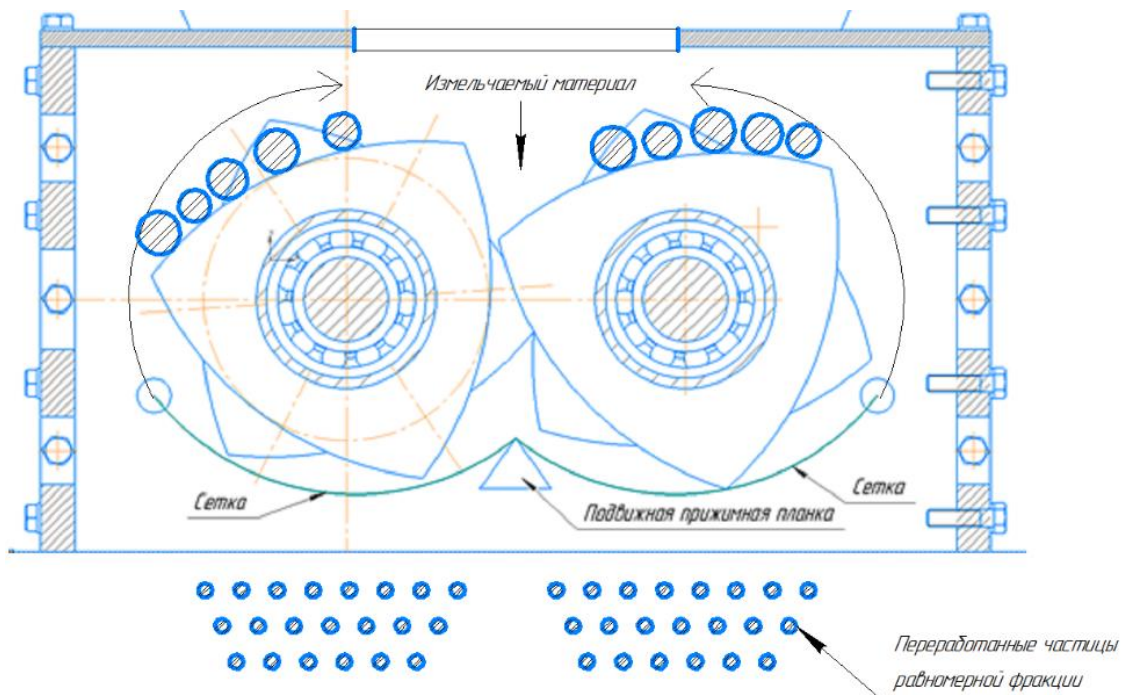 Измельчаемый материал
Сетка
Сетка
Подвижная прижимная планка
Переработанные частицы
равномерной фракции